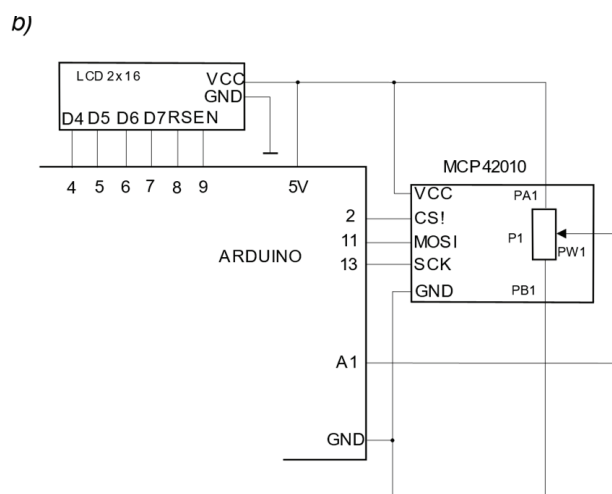 b)
LCD 2x16
VCC
GND
D4 D5 D6 D7 RS EN
4 5 6 7 8 9
5V
ARDUINO
2
11
13
A1
GND
MCP42010
VCC
CS!
MOSI
SCK
GND
PA1
P1
PW1
PB1